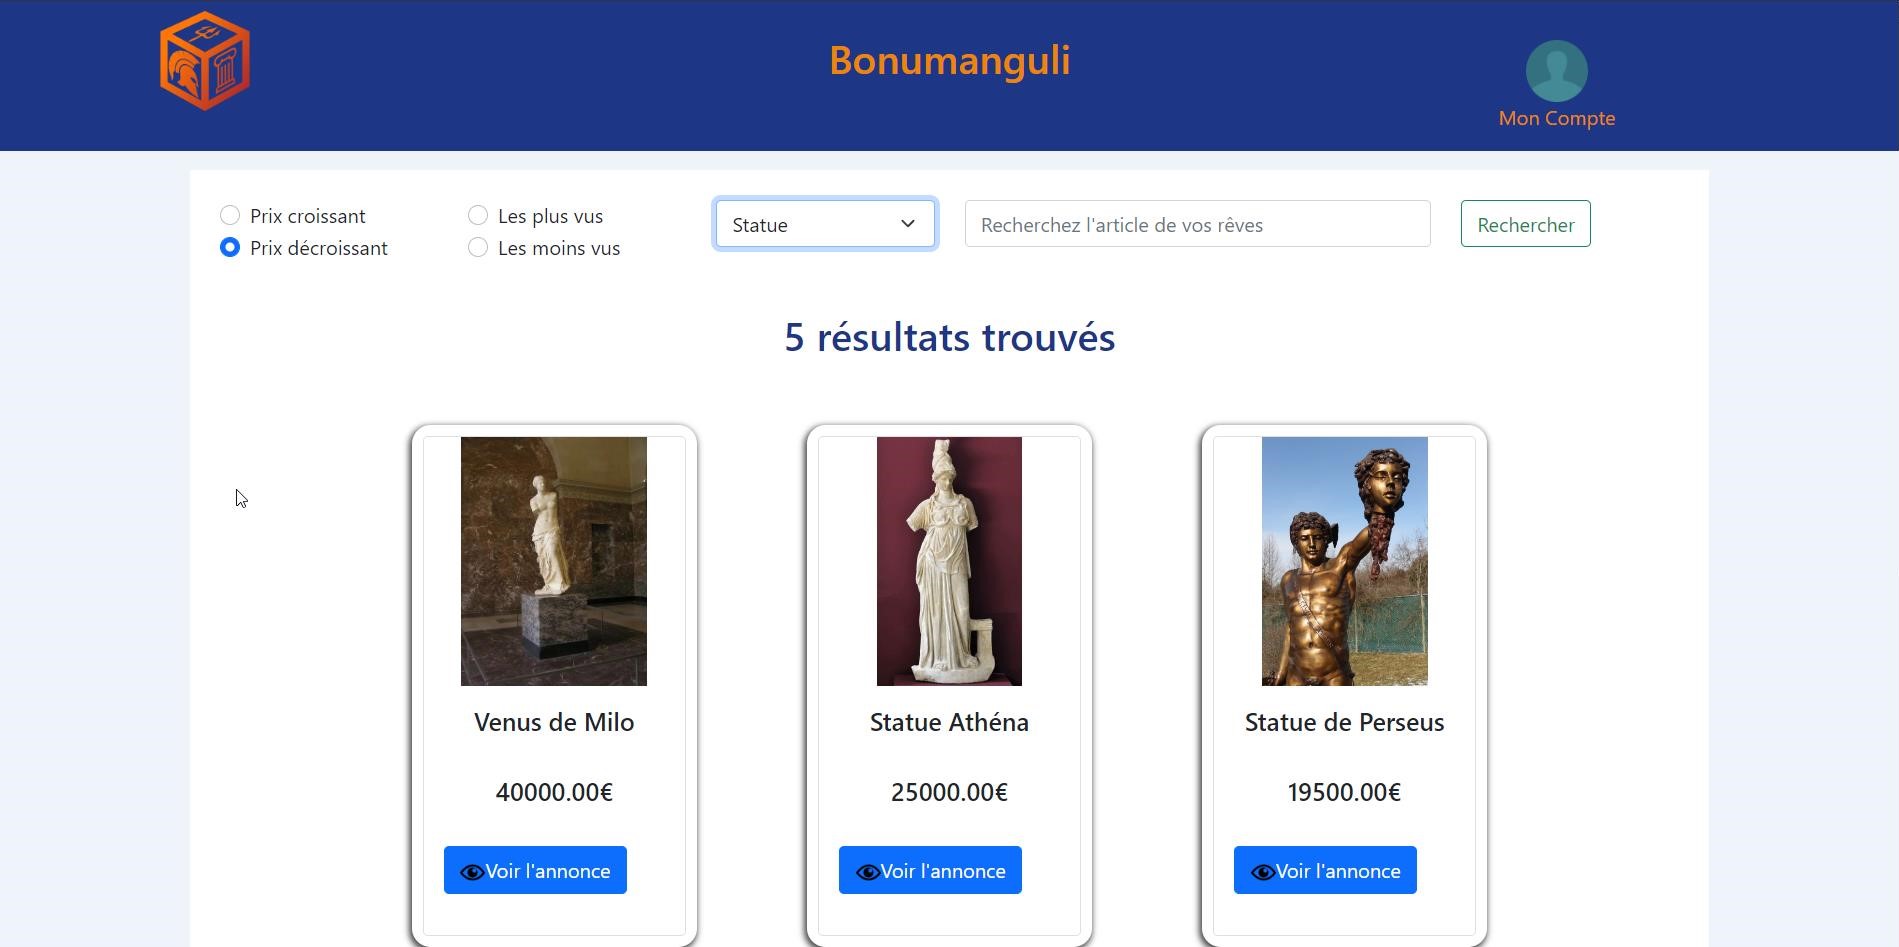 Bonumanguli
Mon Compte
Prix croissant
Prix décroissant
Les plus vus
Les moins vus
Statue
Recherchez l'article de vos rêves
Rechercher
5 résultats trouvés
Venus de Milo
40000.00€
Voir l'annonce
Statue Athéna
25000.00€
Voir l'annonce
Statue de Perseus
19500.00€
Voir l'annonce